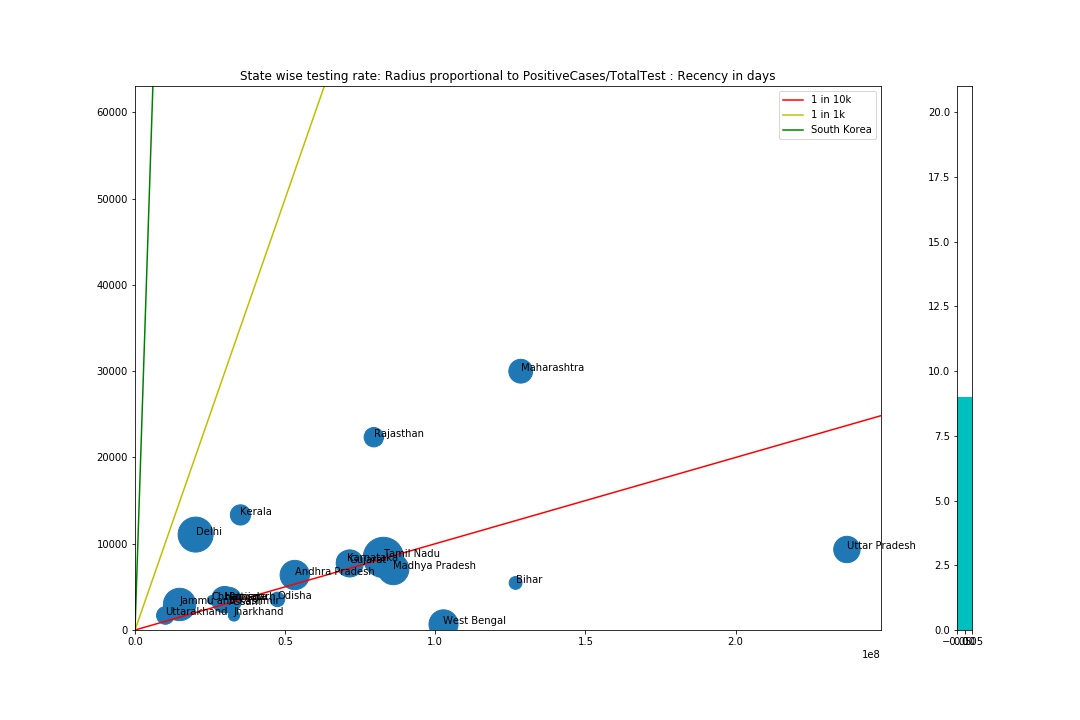 State wise testing rate: Radius proportional to PositiveCases/TotalTest : Recency in days
1 in 10k
1 in 1k
South Korea
60000
50000
40000
30000
20000
10000
0
20.0
17.5
15.0
12.5
10.0
7.5
5.0
2.5
0.0
Maharashtra
Rajasthan
Kerala
Delhi
Karnataka
Gujarat
Tamil Nadu
Madhya Pradesh
Uttar Pradesh
Andhra Pradesh
Bihar
Odisha
Uttarakhand
Jharkhand
West Bengal
0.0
0.5
1.0
1.5
2.0
1e8